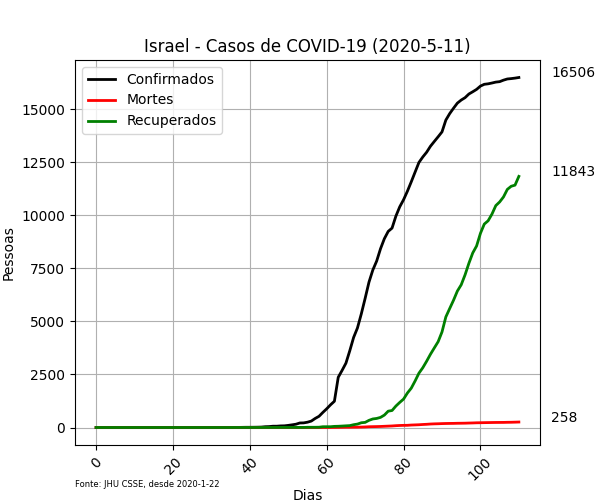 Israel - Casos de COVID-19 (2020-5-11)
Confirmados
Mortes
Recuperados
16506
11843
258
Pessoas
15000
12500
10000
7500
5000
2500
0
0
20
40
60
80
100
Fonte: JHU CSSE, desde 2020-1-22
Dias